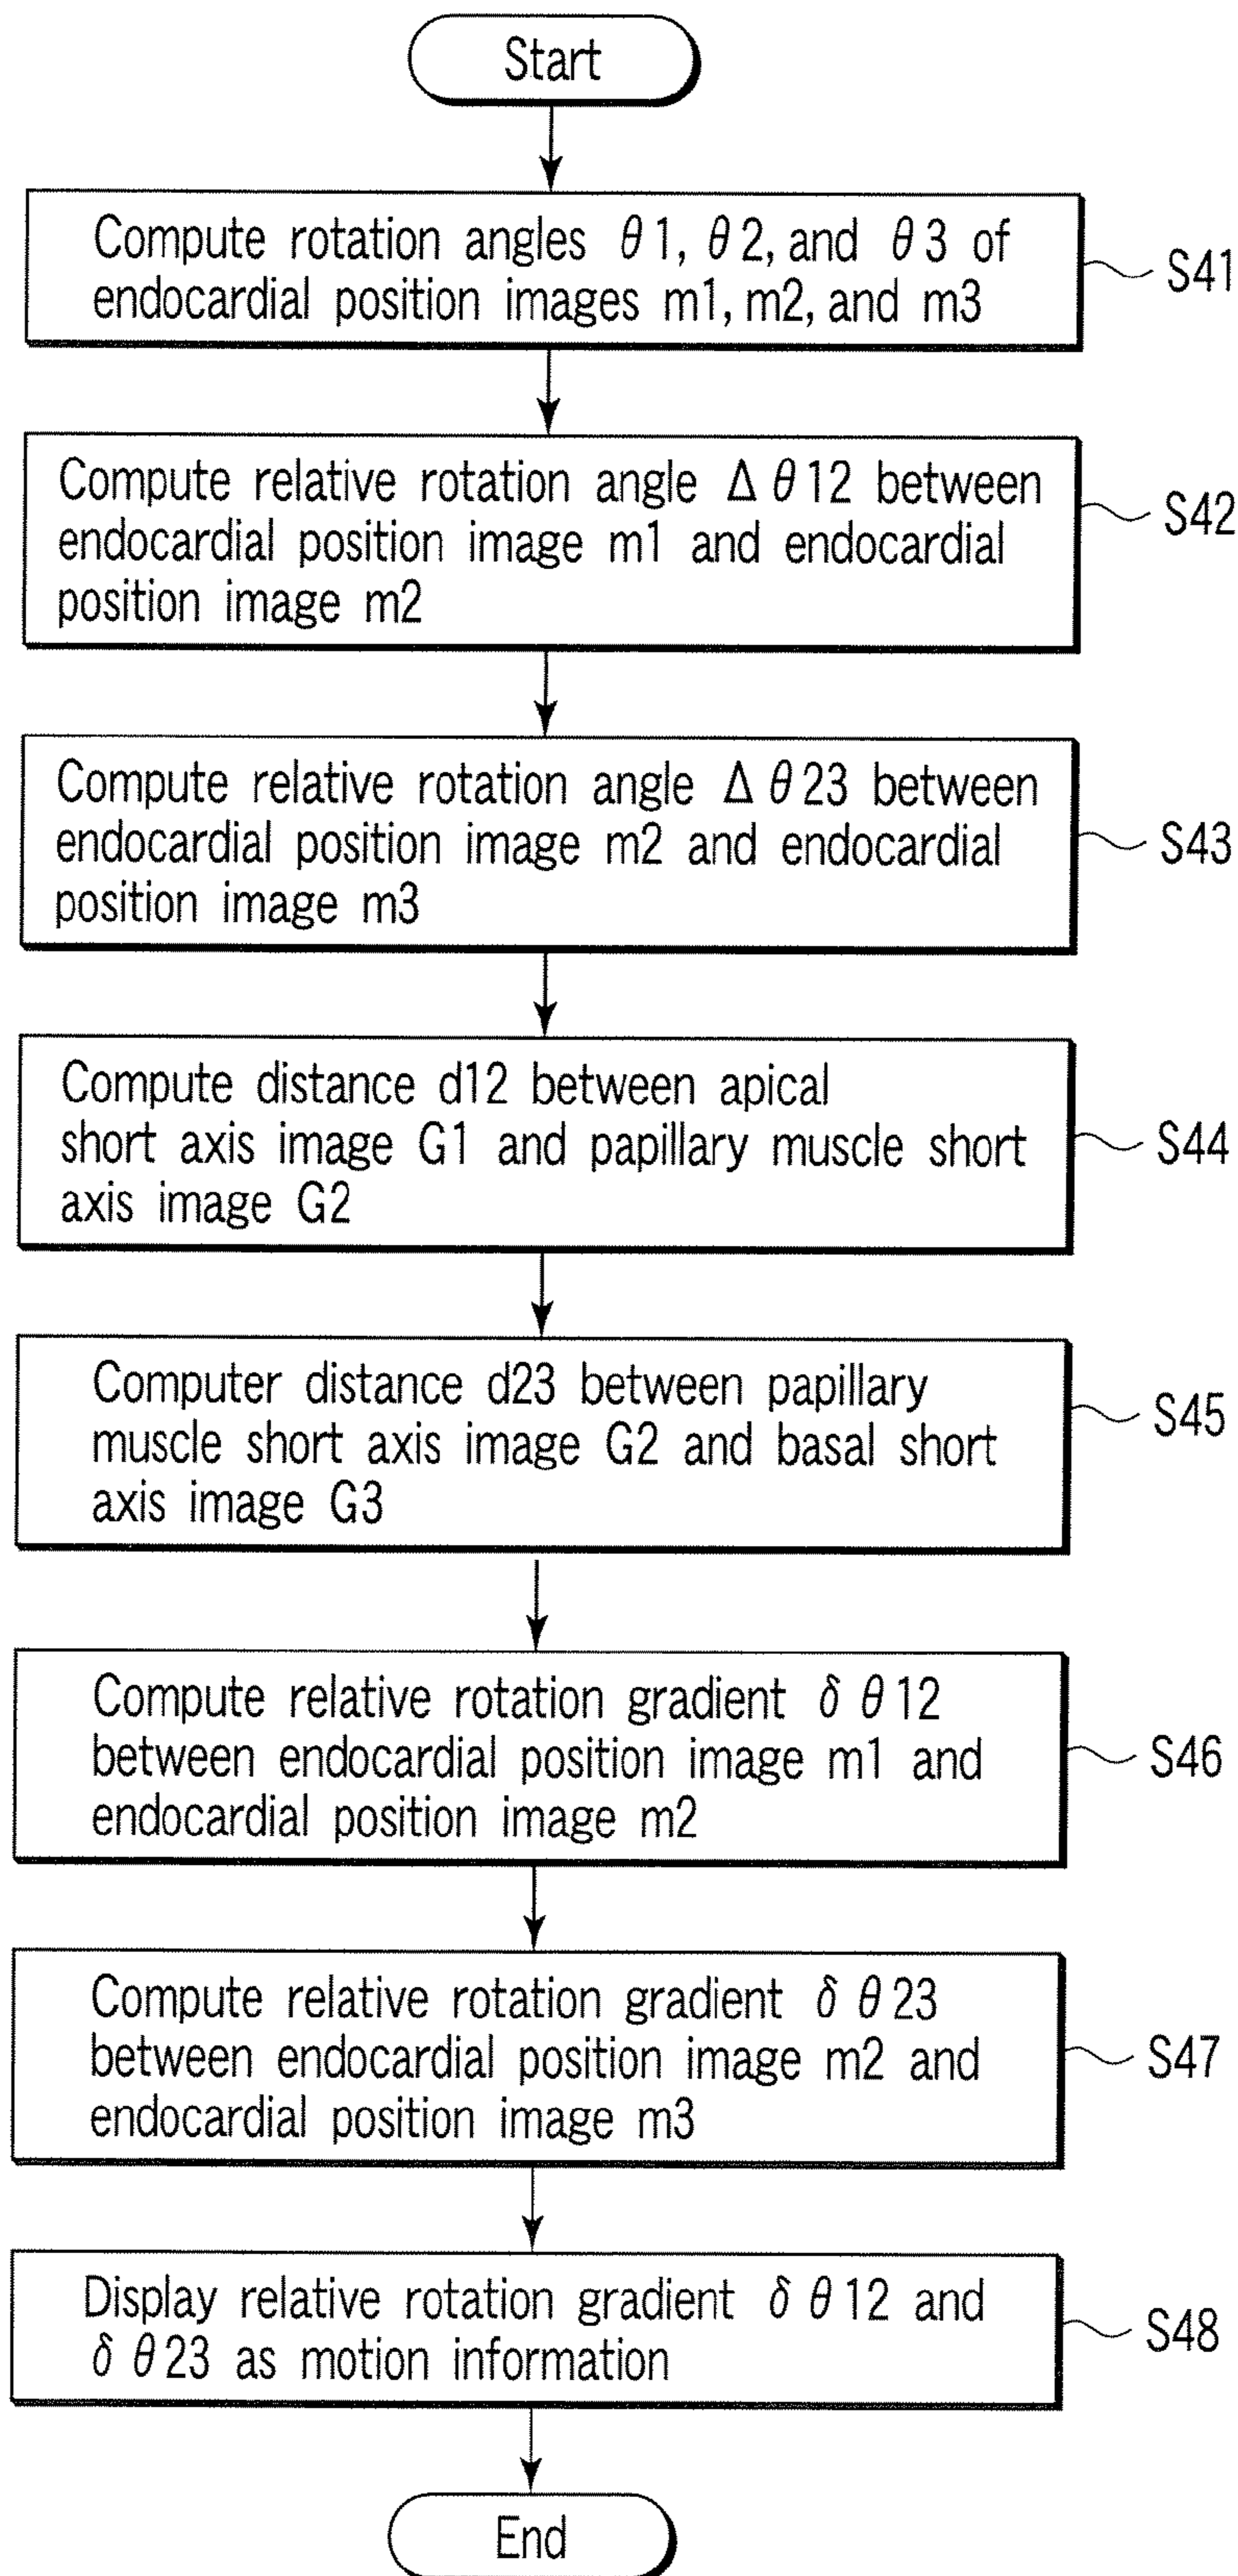 Start
Compute rotation angles θ1, θ2, and θ3 of
endocardial position images m1, m2, and m3
S41
Compute relative rotation angle Δθ12 between
endocardial position image m1 and endocardial
position image m2
S42
Compute relative rotation angle Δθ23 between
endocardial position image m2 and endocardial
position image m3
S43
Compute distance d12 between apical
short axis image G1 and papillary muscle short
axis image G2
S44
Computer distance d23 between papillary
muscle short axis image G2 and basal short
axis image G3
S45
Compute relative rotation gradient δθ12
between endocardial position image m1 and
endocardial position image m2
S46
Compute relative rotation gradient δθ23
between endocardial position image m2 and
endocardial position image m3
S47
Display relative rotation gradient δθ12 and
δθ23 as motion information
S48
End